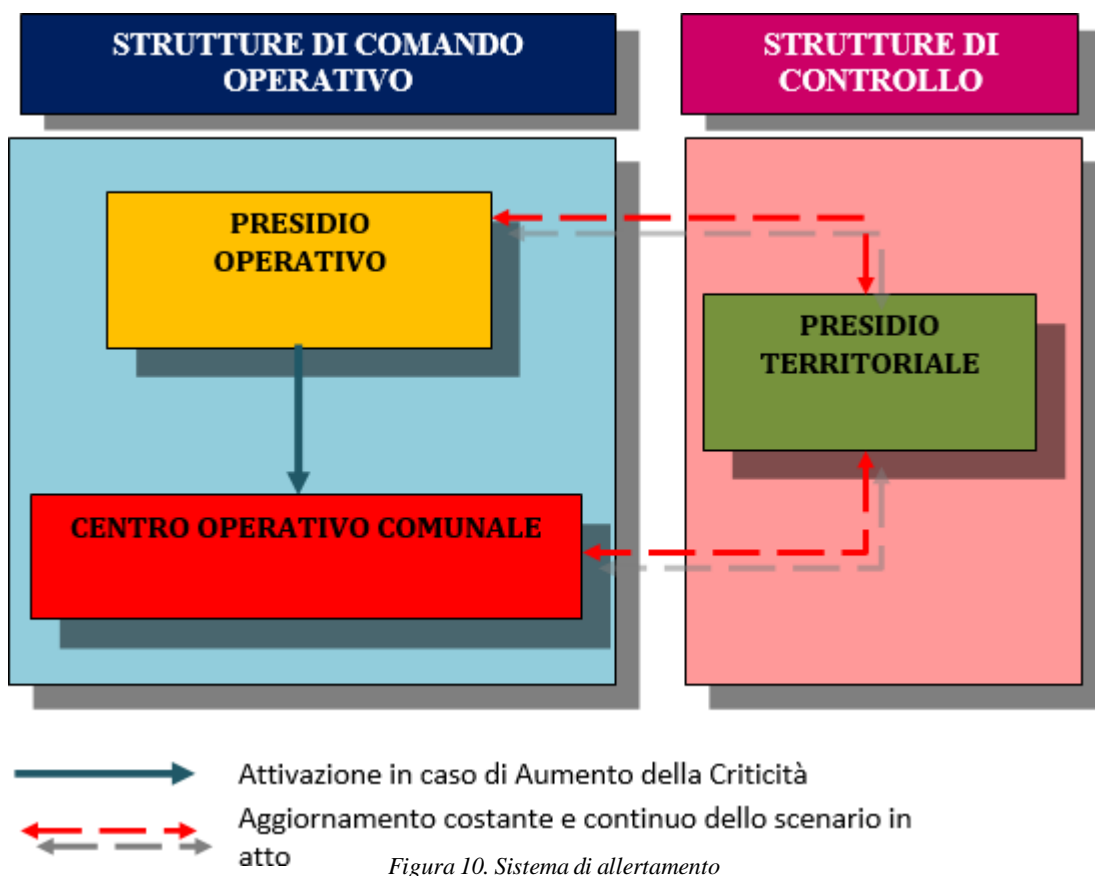 STRUTTURE DI COMANDO
OPERATIVO
STRUTTURE DI
CONTROLLO
PRESIDIO
OPERATIVO
PRESIDIO
TERRITORIALE
CENTRO OPERATIVO COMUNALE
Attivazione in caso di Aumento della Criticità
Aggiornamento costante e continuo dello scenario in
atto
Figura 10. Sistema di allertamento